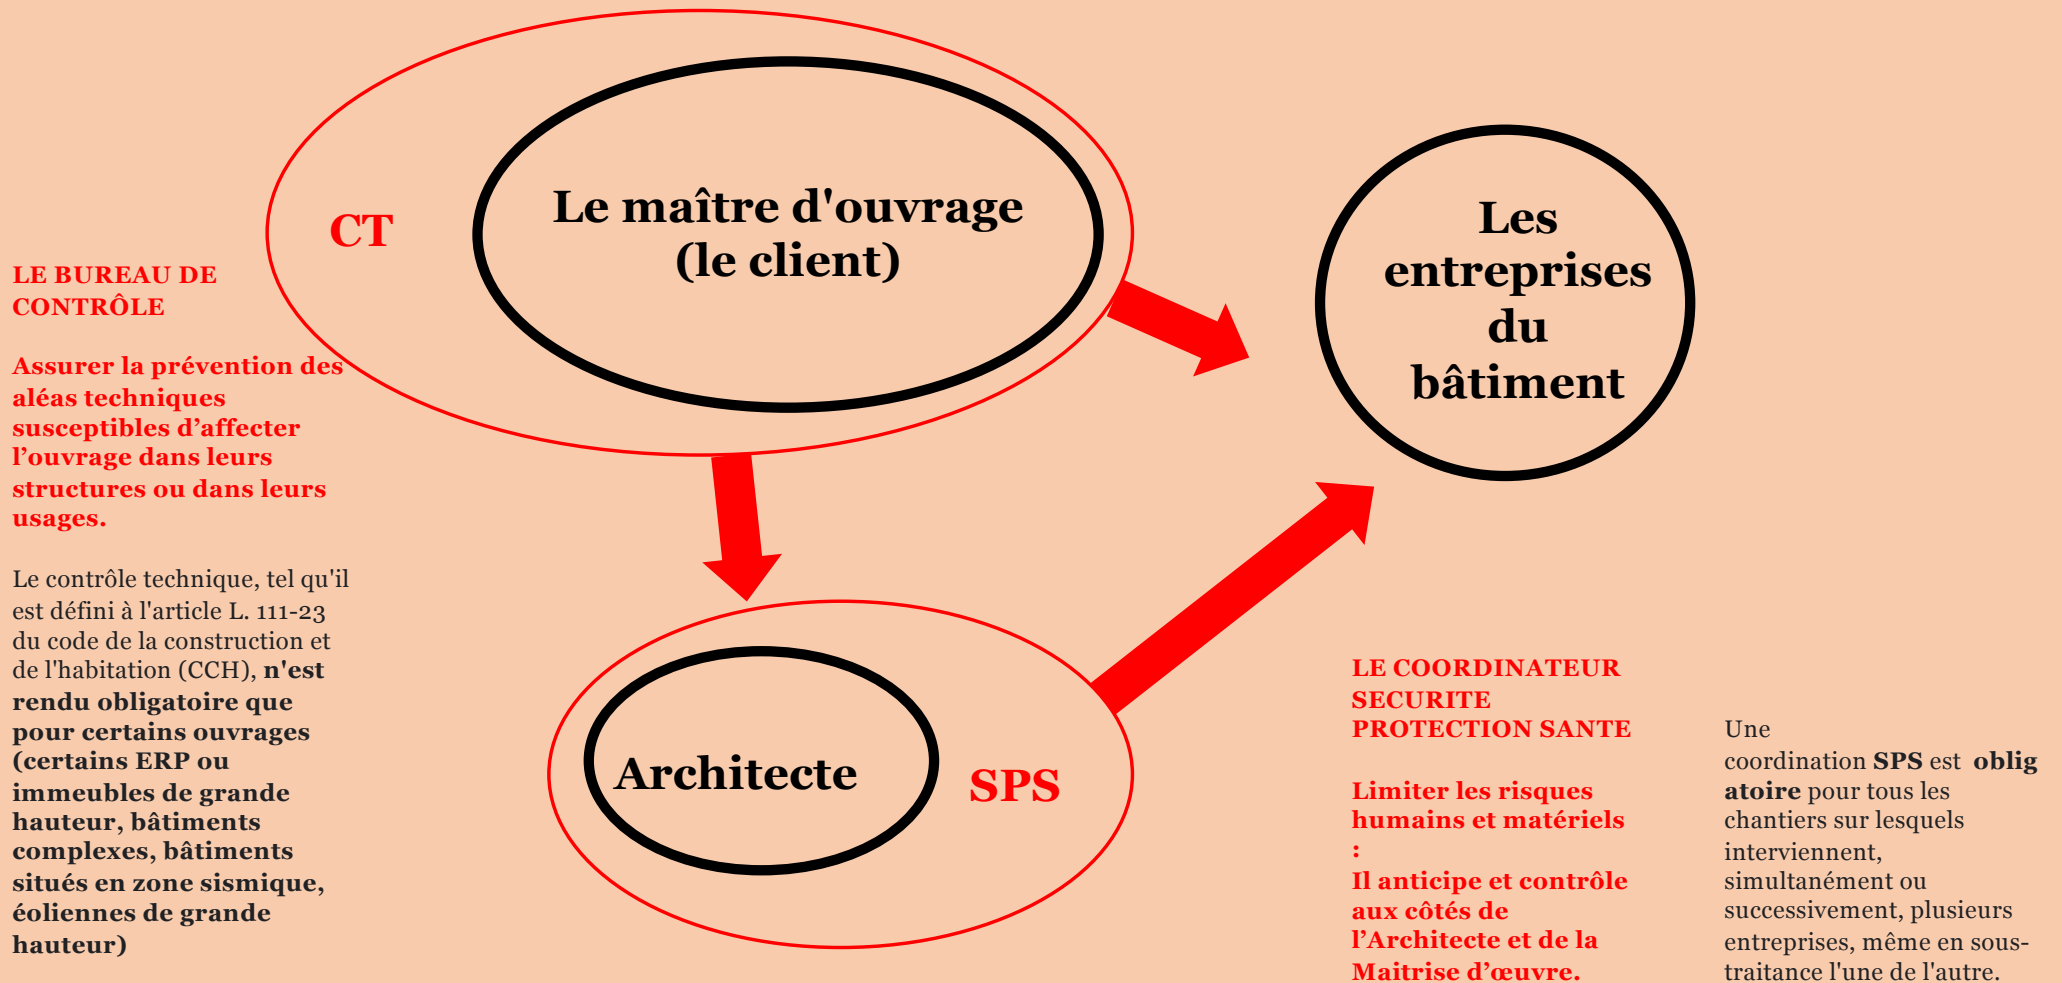 CT
Le maître d'ouvrage
(le client)
Les
entreprises
du
bâtiment
LE BUREAU DE
CONTRÔLE
Assurer la prévention des
aléas techniques
susceptibles d’affecter
l’ouvrage dans leurs
structures ou dans leurs
usages.
Le contrôle technique, tel qu'il
est défini à l'article L. 111-23
du code de la construction et
de l'habitation (CCH), n'est
rendu obligatoire que
pour certains ouvrages
(certains ERP ou
immeubles de grande
hauteur, bâtiments
complexes, bâtiments
situés en zone sismique,
éoliennes de grande
hauteur)
Architecte
SPS
LE COORDINATEUR
SECURITE
PROTECTION SANTE
Limiter les risques
humains et matériels
:
Il anticipe et contrôle
aux côtés de
l’Architecte et de la
Maitrise d’œuvre.
Une
coordination SPS est  oblig
atoire pour tous les
chantiers sur lesquels
interviennent,
simultanément ou
successivement, plusieurs
entreprises, même en sous-
traitance l'une de l'autre.